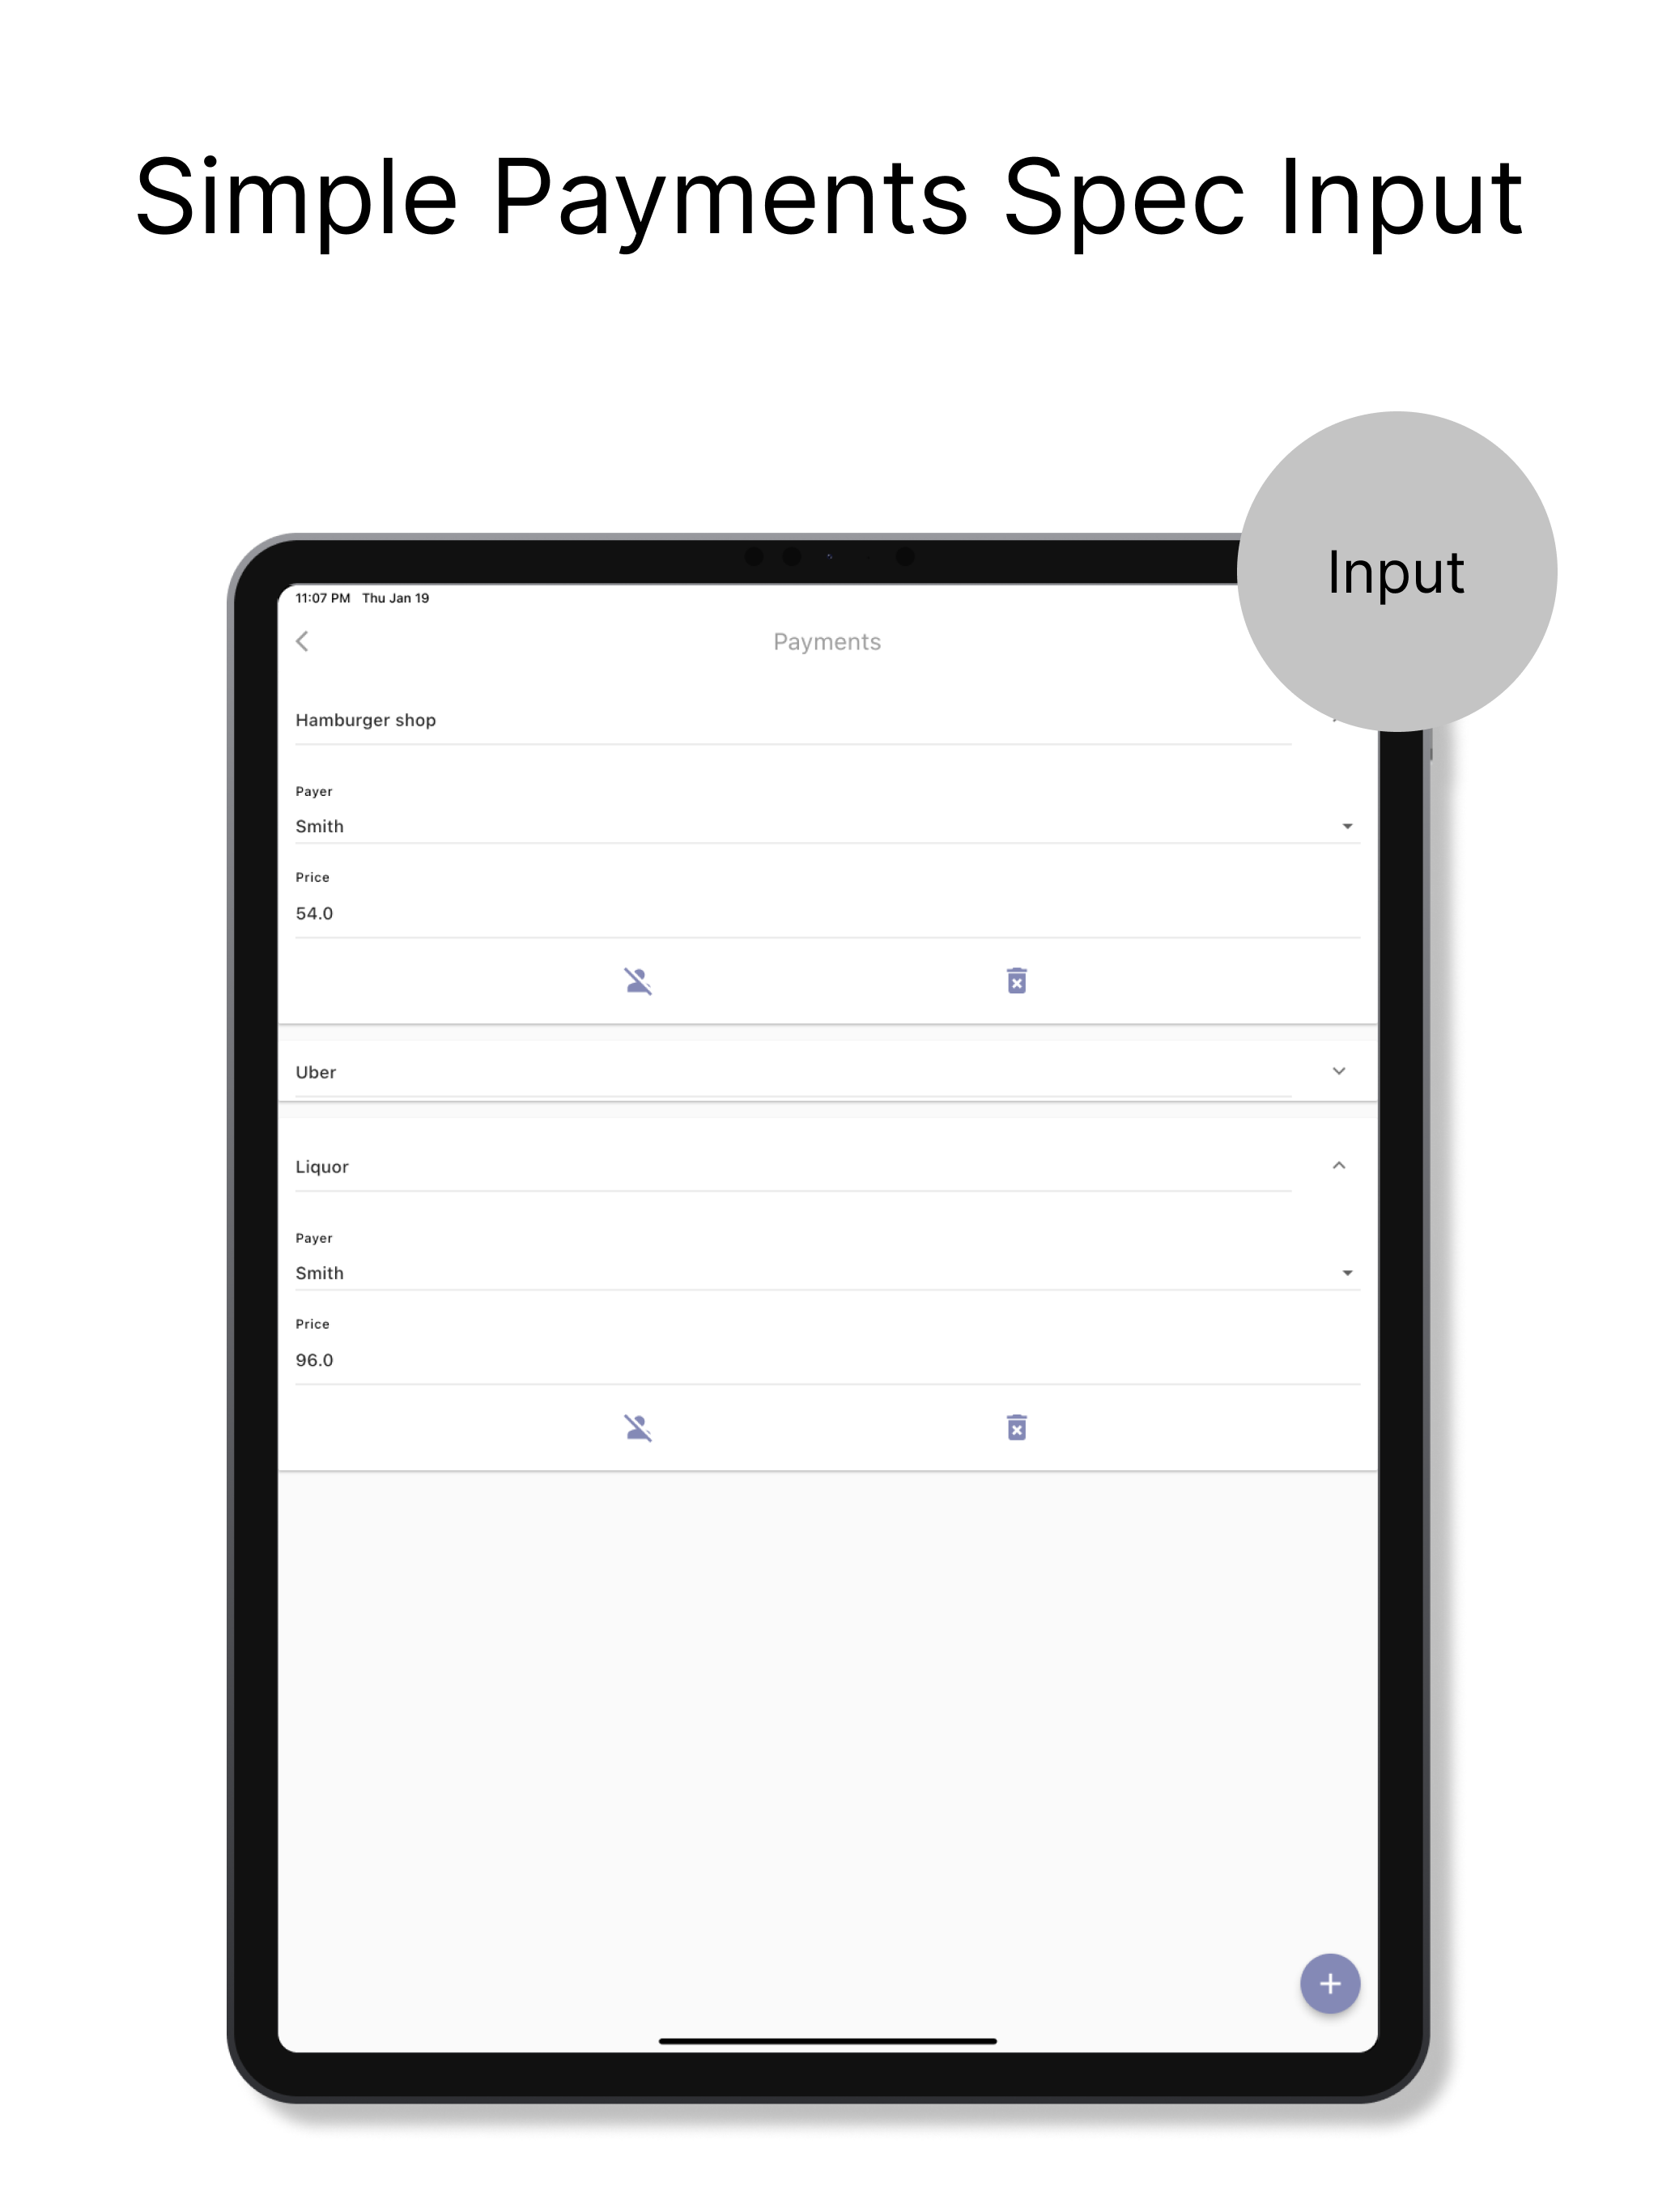 Simple Payments Spec Input
Input
11:07 PM Thu Jan 19
Payments
Hamburger shop
Payer
Smith
Price
54.0
Uber
Liquor
Payer
Smith
Price
96.0